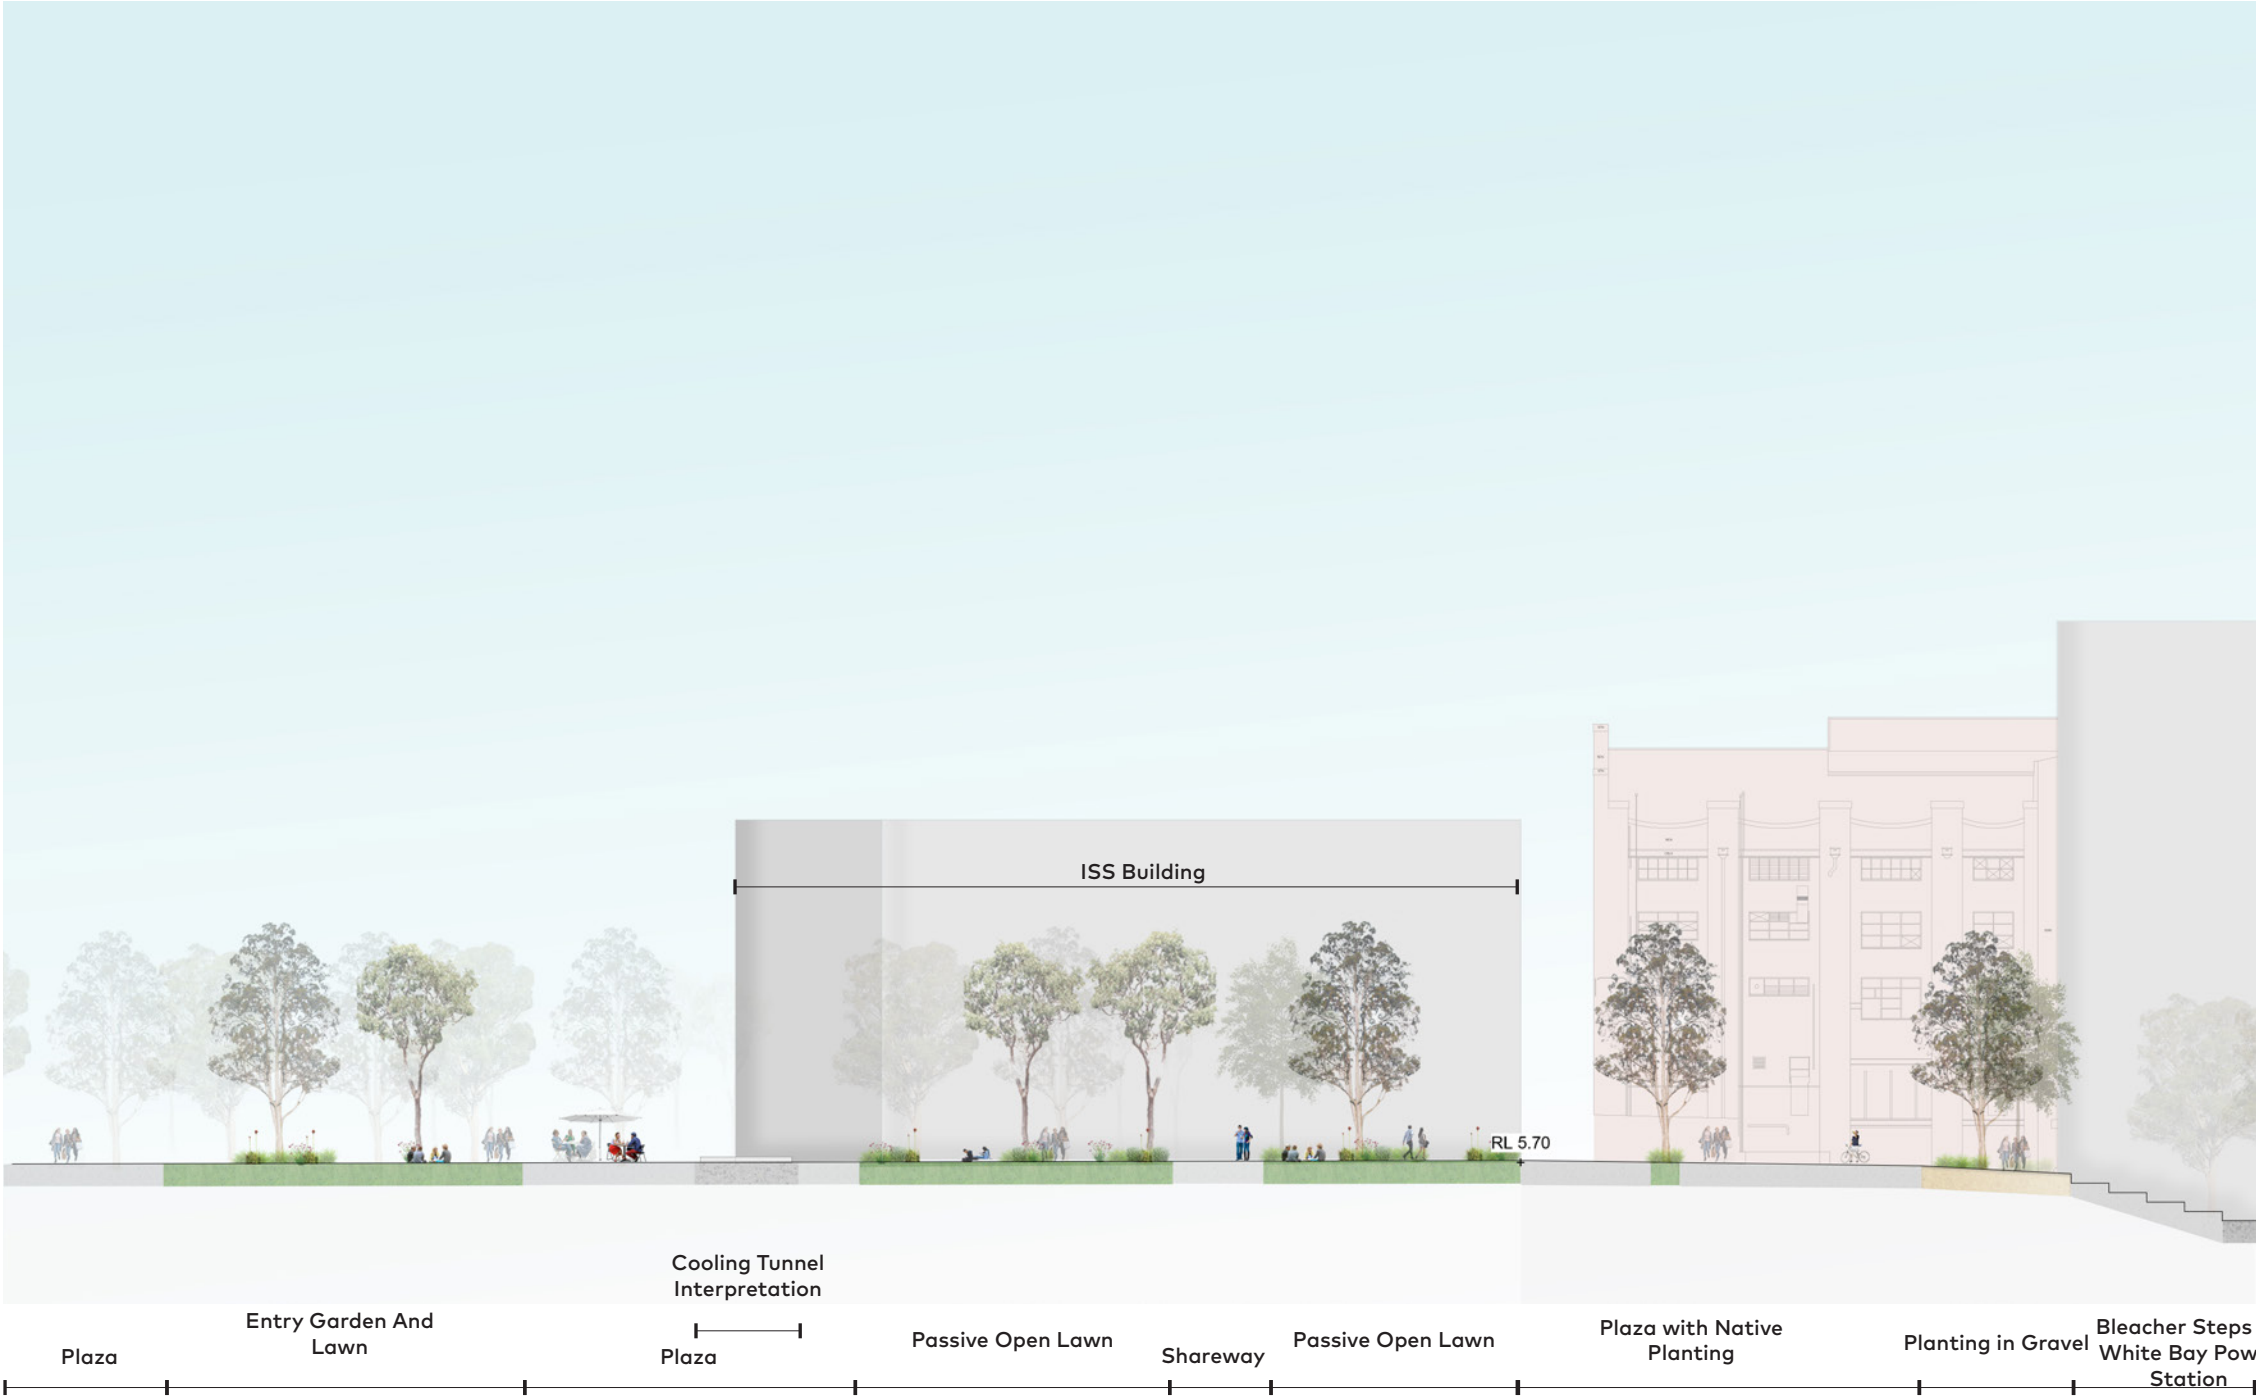 ISS Building
RL 5.70
Cooling Tunnel
Interpretation
Entry Garden And
Lawn
Plaza
Plaza
Passive Open Lawn
Shareway
Passive Open Lawn
Plaza with Native
Planting
Planting in Gravel
Bleacher Steps
White Bay Pow
Station